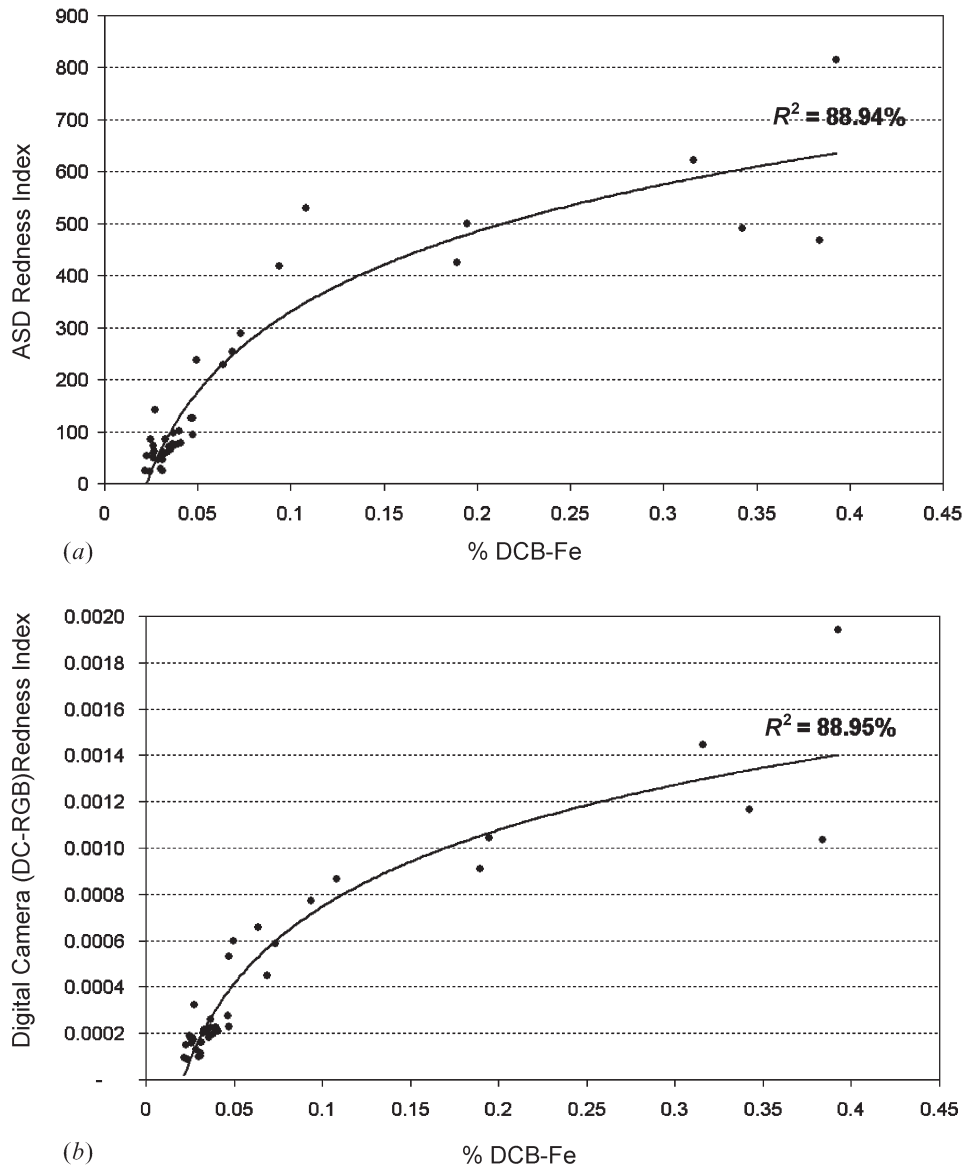 900
800
700
600
500
400
300
200
100
0
ASD Redness Index
R² = 88.94%
0 0.05 0.1 0.15 0.2 0.25 0.3 0.35 0.4 0.45
(a) % DCB-Fe
0.0020
0.0018
0.0016
0.0014
0.0012
0.0010
0.0008
0.0006
0.0004
0.0002
-
Digital Camera (DC-RGB)Redness Index
R² = 88.95%
0 0.05 0.1 0.15 0.2 0.25 0.3 0.35 0.4 0.45
(b) % DCB-Fe